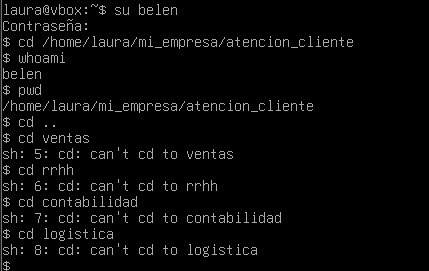 laura@vbox:~$ su belen
Contraseña:
$ cd /home/laura/mi_empresa/atencion_cliente
$ whoami
belen
$ pwd
/home/laura/mi_empresa/atencion_cliente
$ cd ..
$ cd ventas
sh: 5: cd: can't cd to ventas
$ cd rrhh
sh: 6: cd: can't cd to rrhh
$ cd contabilidad
sh: 7: cd: can't cd to contabilidad
$ cd logistica
sh: 8: cd: can't cd to logistica
$